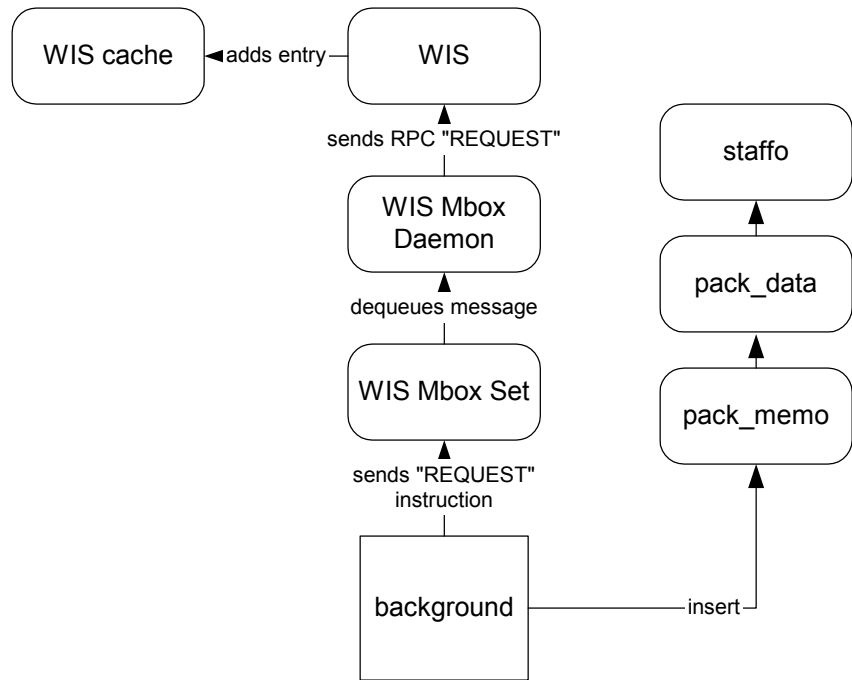 WIS cache
adds entry
WIS
sends RPC "REQUEST"
staffo
WIS Mbox
Daemon
pack_data
dequeues message
WIS Mbox Set
pack_memo
sends "REQUEST"
instruction
background
insert